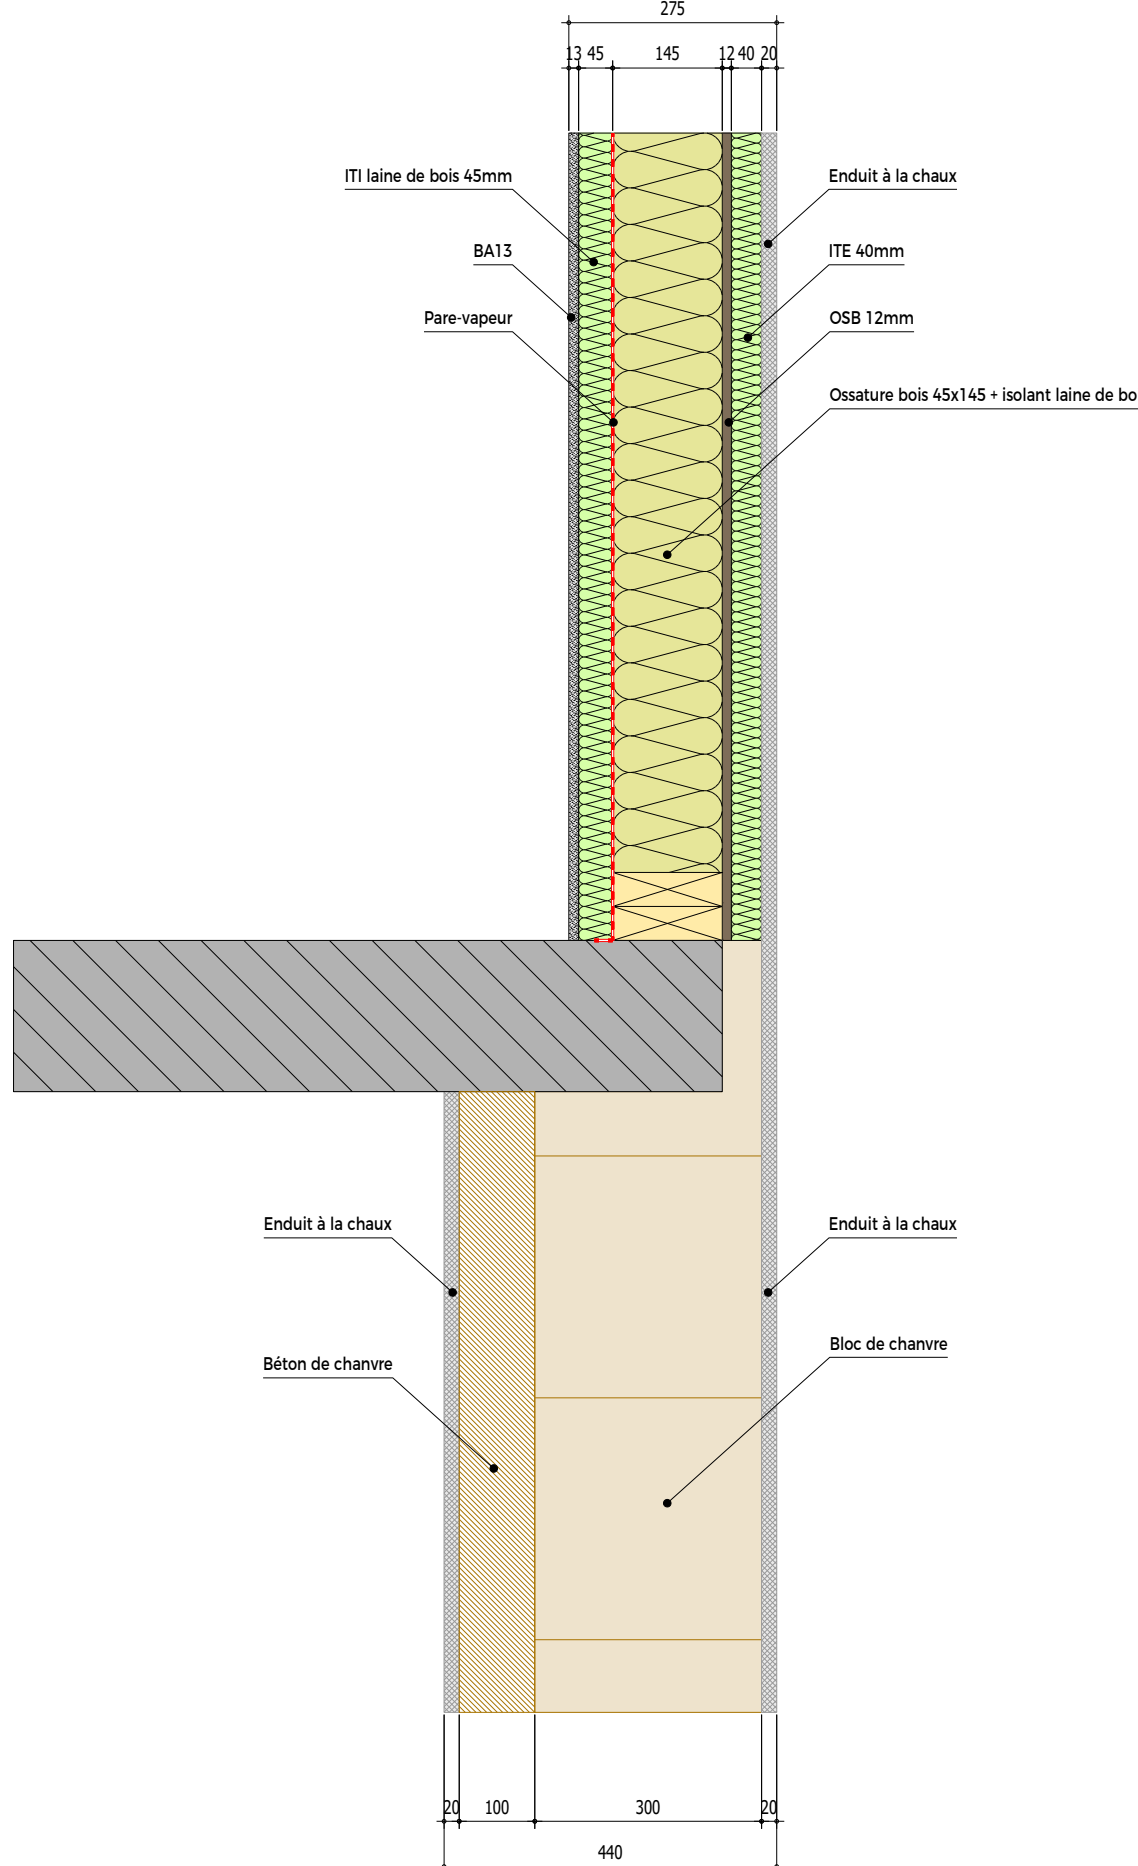 275
13 45 145 12 40 20
ITI laine de bois 45mm
Enduit à la chaux
BA13
ITE 40mm
Pare-vapeur
OSB 12mm
Ossature bois 45x145 + isolant laine de bo
Enduit à la chaux
Enduit à la chaux
Bloc de chanvre
Béton de chanvre
20 100 300 20
440